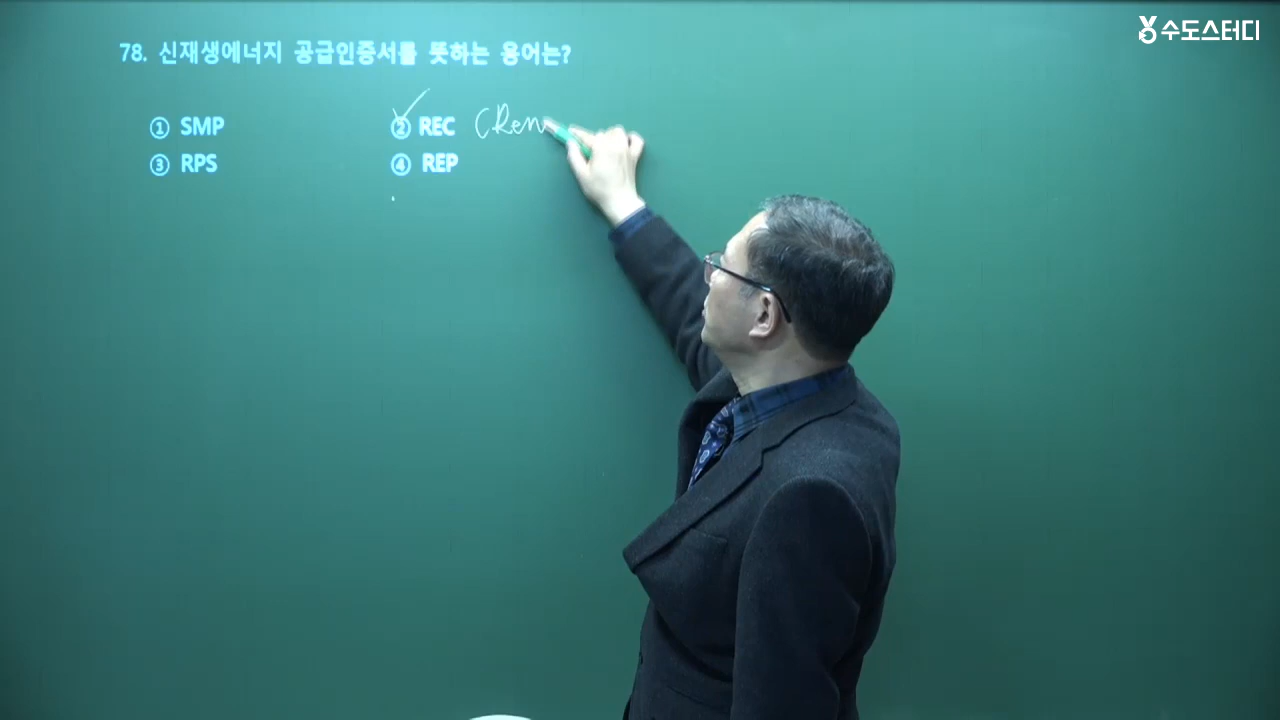 수도스터디
78. 신재생에너지 공급인증서를 뜻하는 용어는?
① SMP ② REC (Ren
③ RPS ④ REP